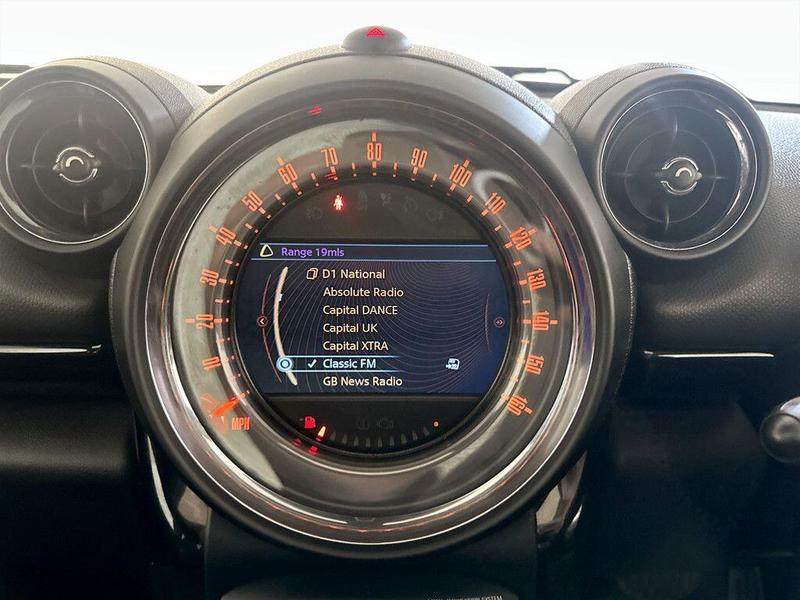 10
20
30
40
50
60
70
80
90
100
110
120
130
140
150
160
MPH
Range 19mls
D1 National
Absolute Radio
Capital DANCE
Capital UK
Capital XTRA
Classic FM
GB News Radio
SYSTEM